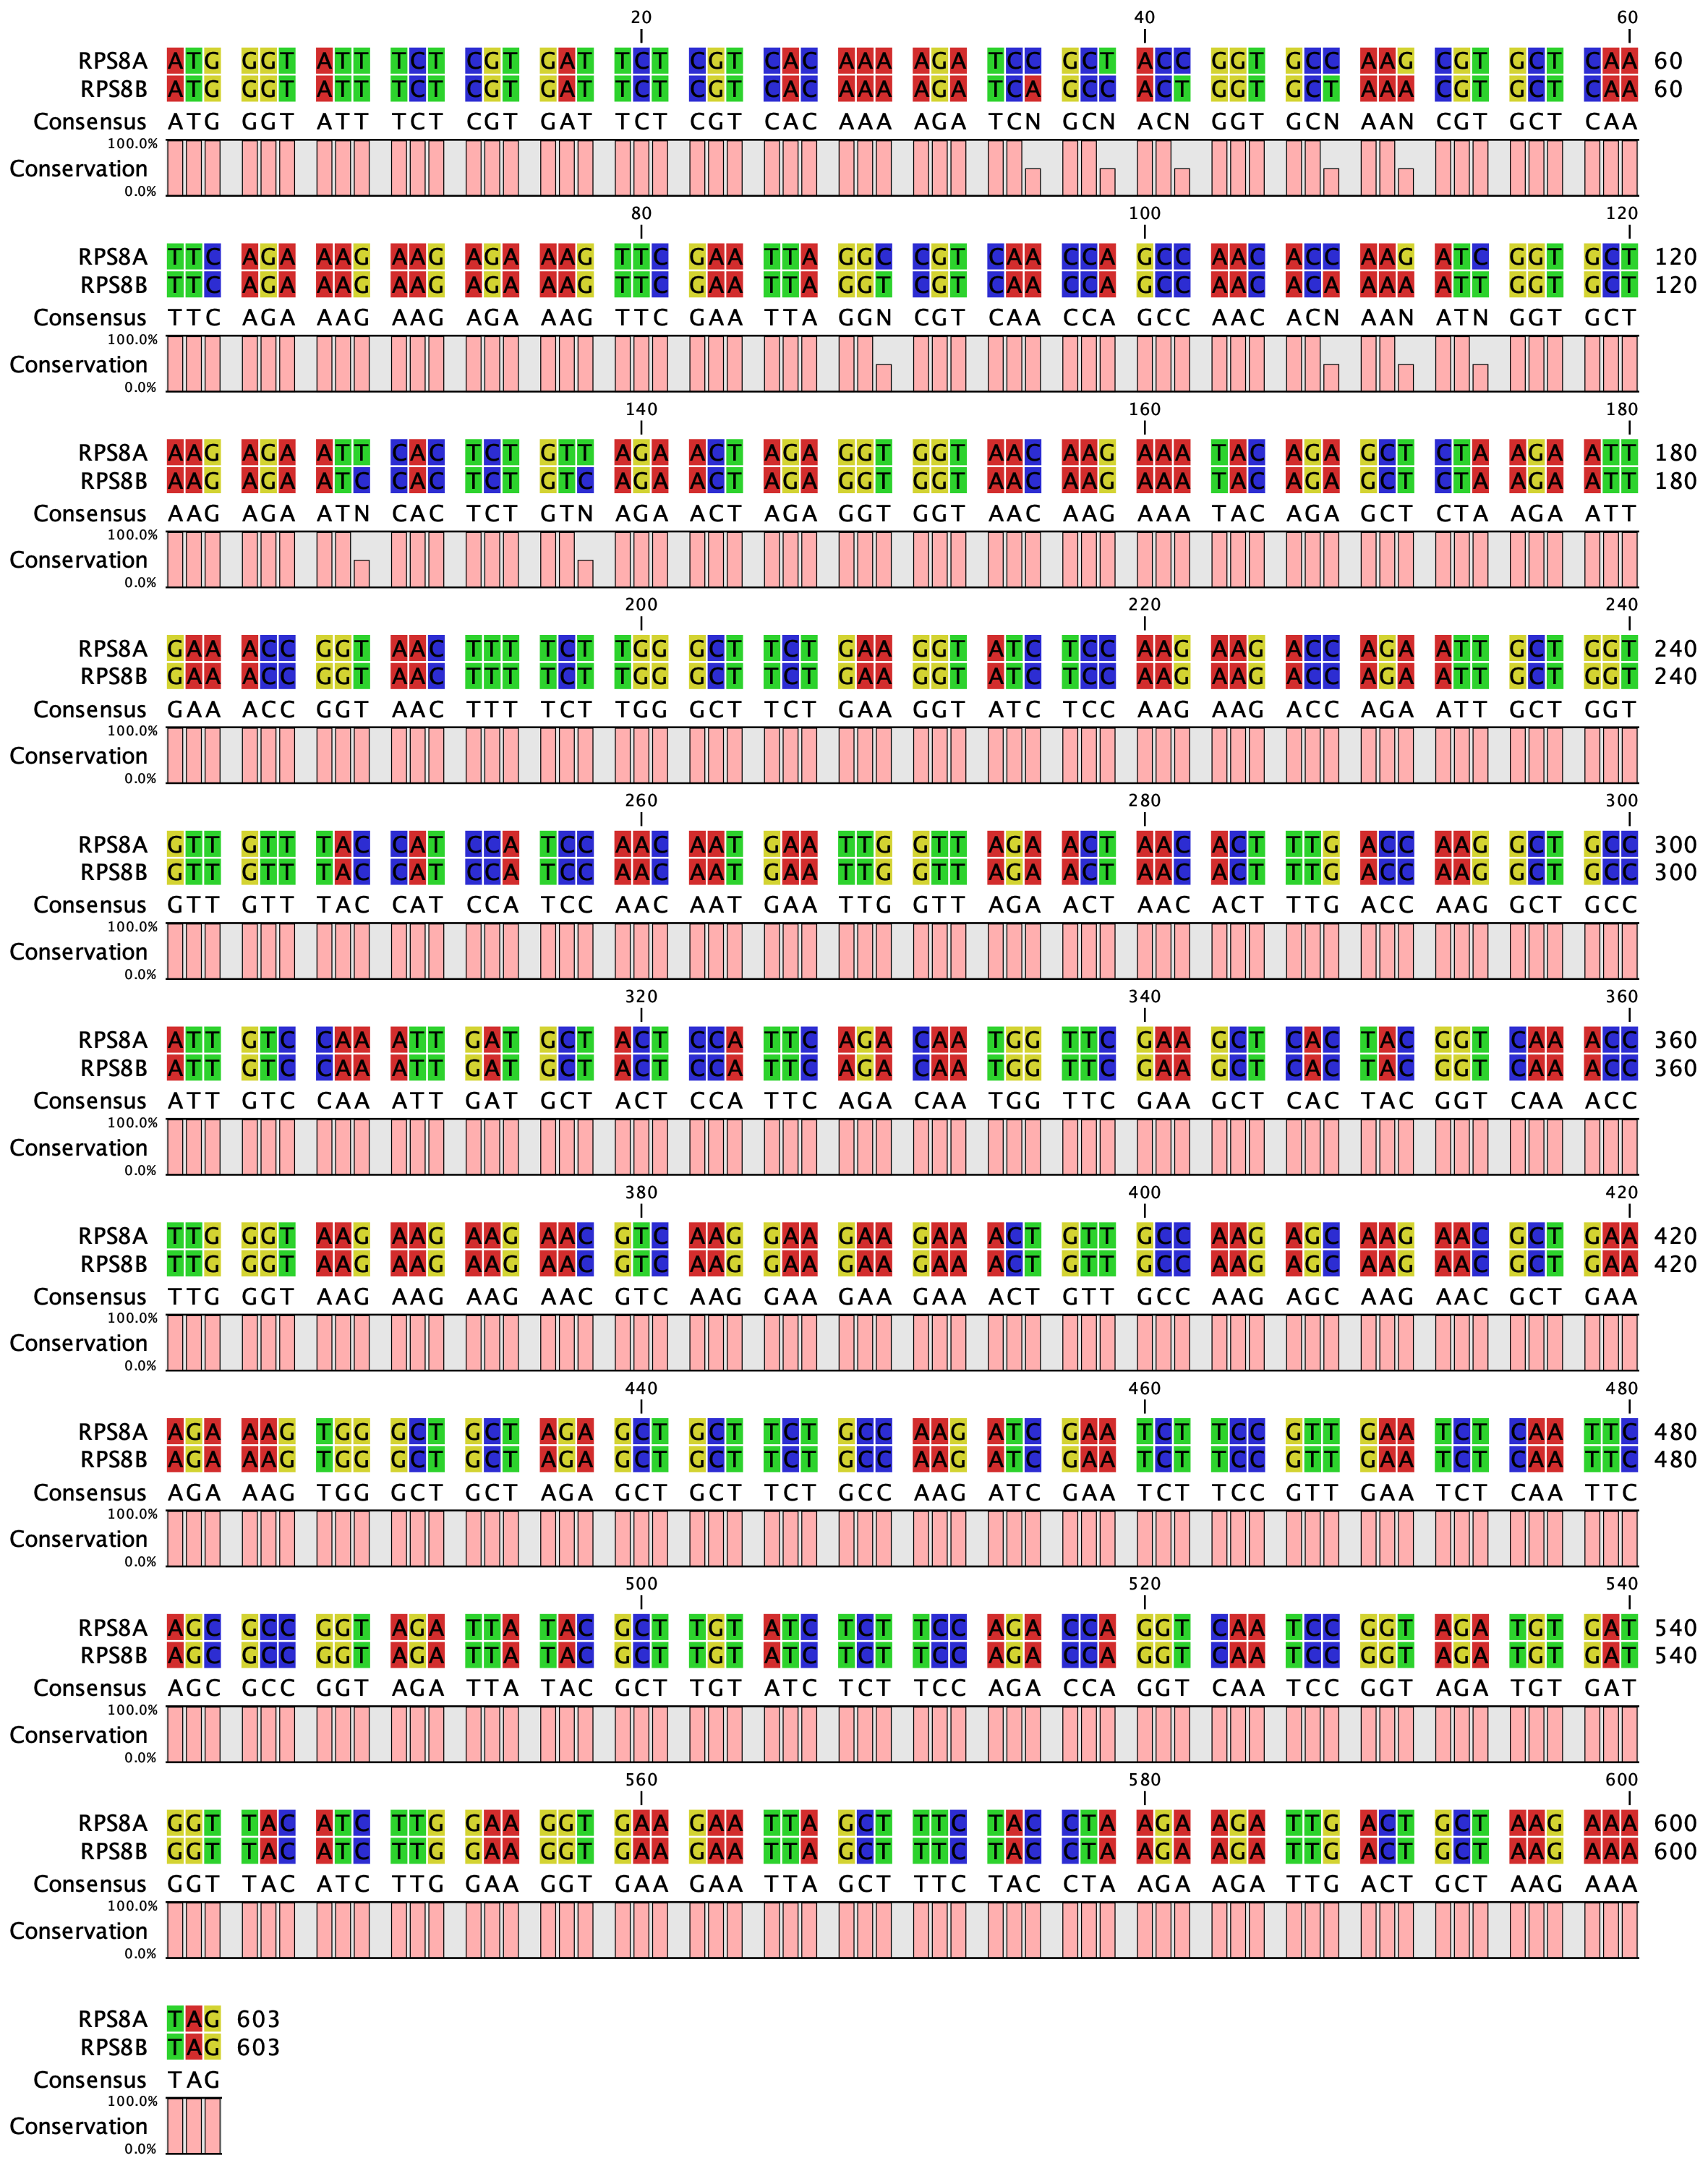 20 40 60
RPS8A ATG GGT ATT TCT CGT GAT TCT CGT CAC AAA AGA TCC GCT ACC GGT GCC AAG CGT GCT CAA 60
RPS8B ATG GGT ATT TCT CGT GAT TCT CGT CAC AAA AGA TCA GCC ACT GGT GCT AAA CGT GCT CAA 60
Consensus ATG GGT ATT TCT CGT GAT TCT CGT CAC AAA AGA TCN GCN ACN GGT GCN AAN CGT GCT CAA
100.0%
Conservation
0.0%
80 100 120
RPS8A TTC AGA AAG AAG AGA AAG TTC GAA TTA GGC CGT CAA CCA GCC AAC ACC AAG ATC GGT GCT 120
RPS8B TTC AGA AAG AAG AGA AAG TTC GAA TTA GGT CGT CAA CCA GCC AAC ACA AAA ATT GGT GCT 120
Consensus TTC AGA AAG AAG AGA AAG TTC GAA TTA GGN CGT CAA CCA GCC AAC ACN AAN ATN GGT GCT
100.0%
Conservation
0.0%
140 160 180
RPS8A AAG AGA ATT CAC TCT GTT AGA ACT AGA GGT GGT AAC AAG AAA TAC AGA GCT CTA AGA ATT 180
RPS8B AAG AGA ATC CAC TCT GTC AGA ACT AGA GGT GGT AAC AAG AAA TAC AGA GCT CTA AGA ATT 180
Consensus AAG AGA ATN CAC TCT GTN AGA ACT AGA GGT GGT AAC AAG AAA TAC AGA GCT CTA AGA ATT
100.0%
Conservation
0.0%
200 220 240
RPS8A GAA ACC GGT AAC TTT TCT TGG GCT TCT GAA GGT ATC TCC AAG AAG ACC AGA ATT GCT GGT 240
RPS8B GAA ACC GGT AAC TTT TCT TGG GCT TCT GAA GGT ATC TCC AAG AAG ACC AGA ATT GCT GGT 240
Consensus GAA ACC GGT AAC TTT TCT TGG GCT TCT GAA GGT ATC TCC AAG AAG ACC AGA ATT GCT GGT
100.0%
Conservation
0.0%
260 280 300
RPS8A GTT GTT TAC CAT CCA TCC AAC AAT GAA TTG GTT AGA ACT AAC ACT TTG ACC AAG GCT GCC 300
RPS8B GTT GTT TAC CAT CCA TCC AAC AAT GAA TTG GTT AGA ACT AAC ACT TTG ACC AAG GCT GCC 300
Consensus GTT GTT TAC CAT CCA TCC AAC AAT GAA TTG GTT AGA ACT AAC ACT TTG ACC AAG GCT GCC
100.0%
Conservation
0.0%
320 340 360
RPS8A ATT GTC CAA ATT GAT GCT ACT CCA TTC AGA CAA TGG TTC GAA GCT CAC TAC GGT CAA ACC 360
RPS8B ATT GTC CAA ATT GAT GCT ACT CCA TTC AGA CAA TGG TTC GAA GCT CAC TAC GGT CAA ACC 360
Consensus ATT GTC CAA ATT GAT GCT ACT CCA TTC AGA CAA TGG TTC GAA GCT CAC TAC GGT CAA ACC
100.0%
Conservation
0.0%
380 400 420
RPS8A TTG GGT AAG AAG AAG AAC GTC AAG GAA GAA GAA ACT GTT GCC AAG AGC AAG AAC GCT GAA 420
RPS8B TTG GGT AAG AAG AAG AAC GTC AAG GAA GAA GAA ACT GTT GCC AAG AGC AAG AAC GCT GAA 420
Consensus TTG GGT AAG AAG AAG AAC GTC AAG GAA GAA GAA ACT GTT GCC AAG AGC AAG AAC GCT GAA
100.0%
Conservation
0.0%
440 460 480
RPS8A AGA AAG TGG GCT GCT AGA GCT GCT TCT GCC AAG ATC GAA TCT TCC GTT GAA TCT CAA TTC 480
RPS8B AGA AAG TGG GCT GCT AGA GCT GCT TCT GCC AAG ATC GAA TCT TCC GTT GAA TCT CAA TTC 480
Consensus AGA AAG TGG GCT GCT AGA GCT GCT TCT GCC AAG ATC GAA TCT TCC GTT GAA TCT CAA TTC
100.0%
Conservation
0.0%
500 520 540
RPS8A AGC GCC GGT AGA TTA TAC GCT TGT ATC TCT TCC AGA CCA GGT CAA TCC GGT AGA TGT GAT 540
RPS8B AGC GCC GGT AGA TTA TAC GCT TGT ATC TCT TCC AGA CCA GGT CAA TCC GGT AGA TGT GAT 540
Consensus AGC GCC GGT AGA TTA TAC GCT TGT ATC TCT TCC AGA CCA GGT CAA TCC GGT AGA TGT GAT
100.0%
Conservation
0.0%
560 580 600
RPS8A GGT TAC ATC TTG GAA GGT GAA GAA TTA GCT TTC TAC CTA AGA AGA TTG ACT GCT AAG AAA 600
RPS8B GGT TAC ATC TTG GAA GGT GAA GAA TTA GCT TTC TAC CTA AGA AGA TTG ACT GCT AAG AAA 600
Consensus GGT TAC ATC TTG GAA GGT GAA GAA TTA GCT TTC TAC CTA AGA AGA TTG ACT GCT AAG AAA
100.0%
Conservation
0.0%
RPS8A TAG 603
RPS8B TAG 603
Consensus TAG
100.0%
Conservation
0.0%